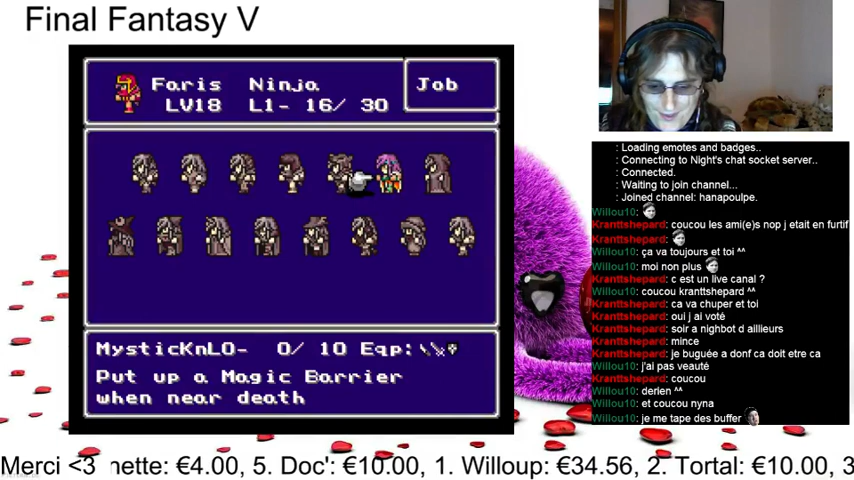 Final Fantasy V
Faris Ninja
LV18 L1- 16/ 30
Job
MysticKnL0- 0/ 10 Eqp:
Put up a Magic Barrier
when near death
: Loading emotes and badges..
: Connecting to Night's chat socket server..
: Connected.
: Waiting to join channel...
: Joined channel: hanapoulpe.
Willou10:
Kranttshepard: coucou les ami(e)s nop j etait en furtif
Kranttshepard:
Willou10: ça va toujours et toi ^^
Willou10: moi non plus
Kranttshepard: c est un live canal ?
Willou10: coucou kranttshepard ^^
Kranttshepard: ca va chuper et toi
Kranttshepard: oui j ai voté
Kranttshepard: soir a nighbot d aillieurs
Kranttshepard: mince
Kranttshepard: je buguée a donf ca doit etre ca
Willou10: j'ai pas veauté
Kranttshepard: coucou
Willou10: derien ^^
Willou10: et coucou nyna
Willou10: je me tape des buffer
Merci <3 nette: €4.00, 5. Doc': €10.00, 1. Willoup: €34.56, 2. Tortal: €10.00, 3